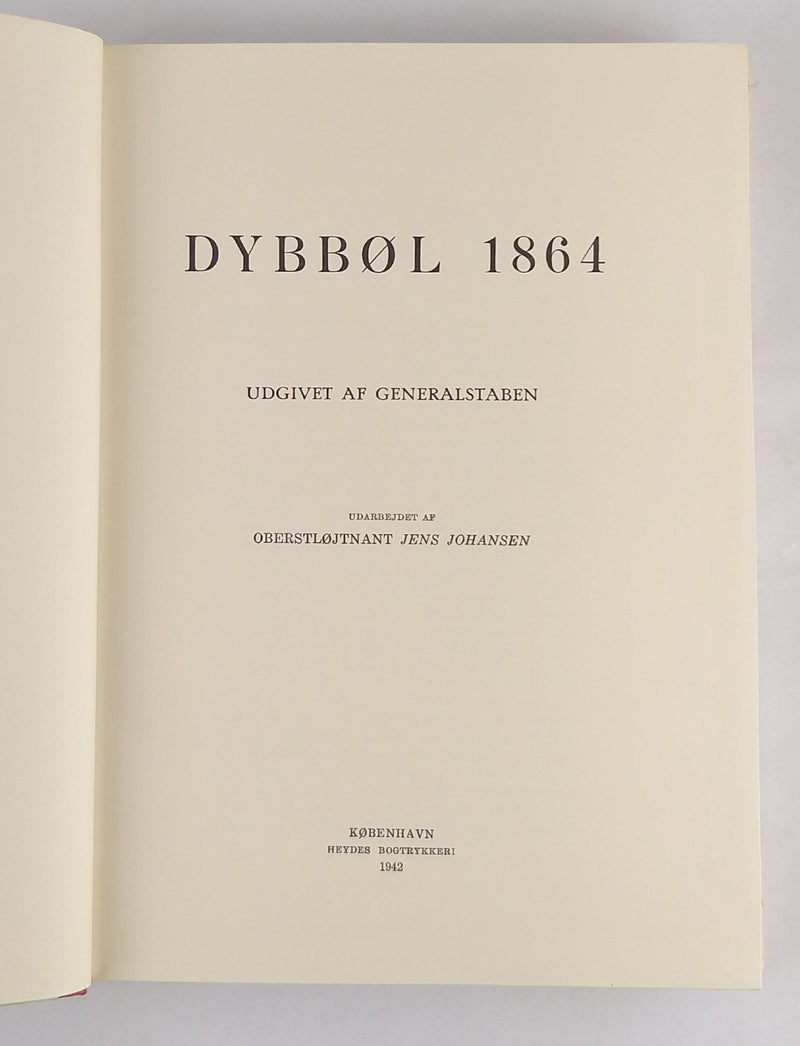 DYBBØL 1864
UDGIVET AF GENERALSTABEN
UDARBEJDET AF
OBERSTLØJTNANT JENS JOHANSEN
KØBENHAVN
HEYDES BOGTRYKKERI
1942